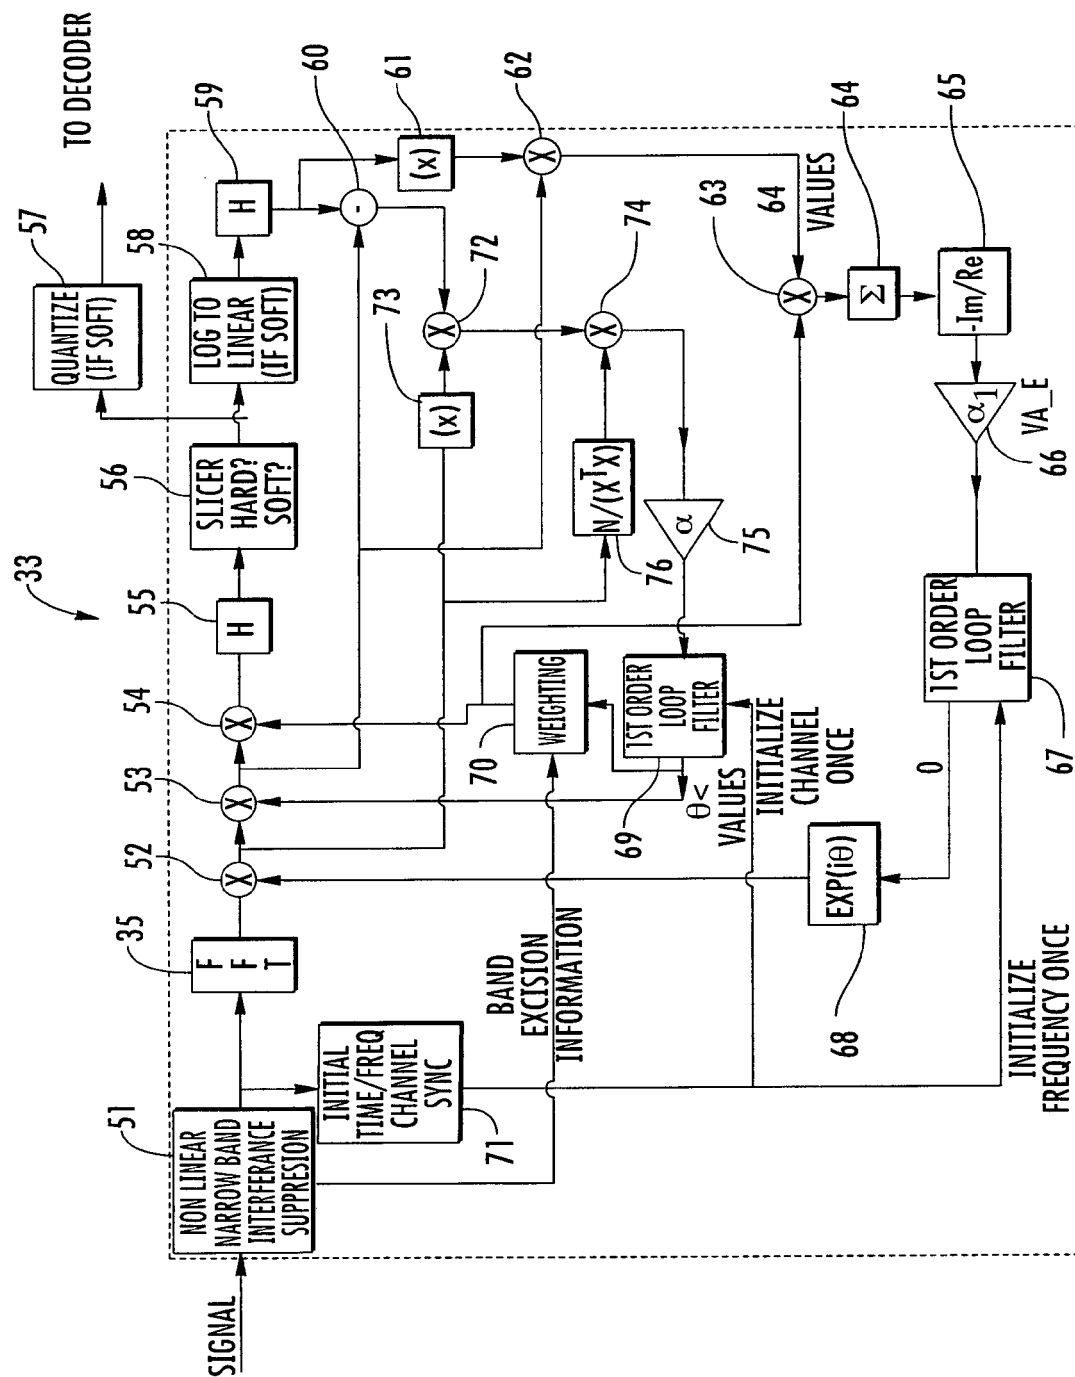 33
SIGNAL
51
NON LINEAR
NARROW BAND
INTERFERANCE
SUPPRESION
35
F
F
T
52
X
53
X
54
X
55
H
56
SLICER
HARD?
SOFT?
57
QUANTIZE
(IF SOFT)
TO DECODER
58
LOG TO
LINEAR
(IF SOFT)
59
H
60
-
61
(x)
62
X
71
INITIAL
TIME/FREQ
CHANNEL
SYNC
BAND
EXCISION
INFORMATION
70
WEIGHTING
69
1ST ORDER
LOOP
FILTER
θ<
VALUES
INITIALIZE
CHANNEL
ONCE
73
(x)
72
X
74
X
76
N/(XᵀX)
75
α
64
VALUES
63
X
64
Σ
65
-Im/Re
α₁
VA_E
66
1ST ORDER
LOOP
FILTER
67
0
EXP(iθ)
68
INITIALIZE
FREQUENCY ONCE